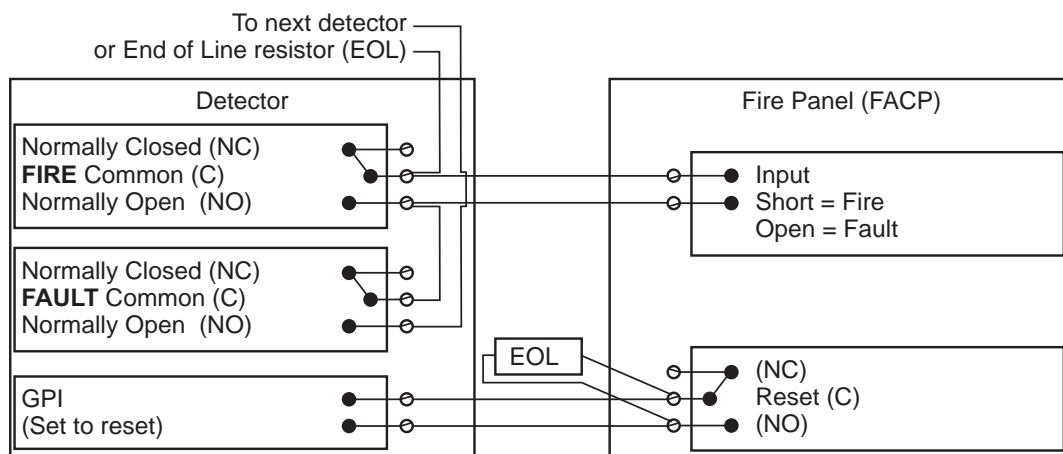 To next detector
or End of Line resistor (EOL)
Detector
Normally Closed (NC)
FIRE Common (C)
Normally Open (NO)
Normally Closed (NC)
FAULT Common (C)
Normally Open (NO)
GPI
(Set to reset)
EOL
Fire Panel (FACP)
Input
Short = Fire
Open = Fault
(NC)
Reset (C)
(NO)